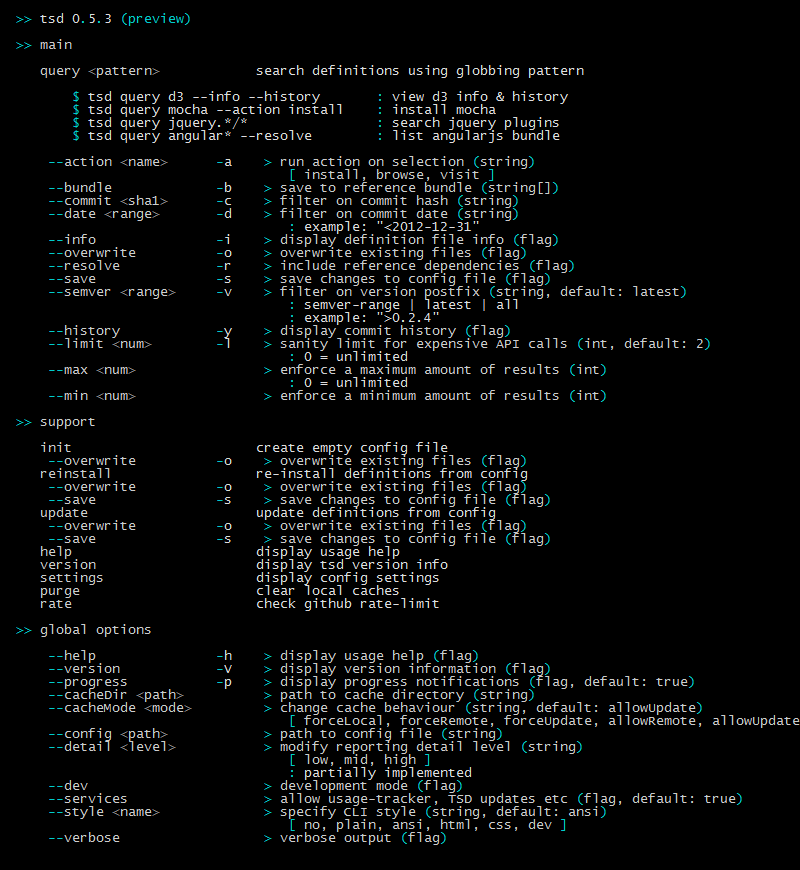 >> tsd 0.5.3 (preview)
>> main
query <pattern> search definitions using globbing pattern
$ tsd query d3 --info --history : view d3 info & history
$ tsd query mocha --action install : install mocha
$ tsd query jquery.*/* : search jquery plugins
$ tsd query angular* --resolve : list angularjs bundle
--action <name> -a > run action on selection (string)
[ install, browse, visit ]
--bundle -b > save to reference bundle (string[])
--commit <sha1> -c > filter on commit hash (string)
--date <range> -d > filter on commit date (string)
: example: "<2012-12-31"
--info -i > display definition file info (flag)
--overwrite -o > overwrite existing files (flag)
--resolve -r > include reference dependencies (flag)
--save -s > save changes to config file (flag)
--semver <range> -v > filter on version postfix (string, default: latest)
: semver-range | latest | all
: example: ">0.2.4"
--history -y > display commit history (flag)
--limit <num> -l > sanity limit for expensive API calls (int, default: 2)
: 0 = unlimited
--max <num> > enforce a maximum amount of results (int)
: 0 = unlimited
--min <num> > enforce a minimum amount of results (int)
>> support
init create empty config file
--overwrite -o > overwrite existing files (flag)
reinstall re-install definitions from config
--overwrite -o > overwrite existing files (flag)
--save -s > save changes to config file (flag)
update update definitions from config
--overwrite -o > overwrite existing files (flag)
--save -s > save changes to config file (flag)
help display usage help
version display tsd version info
settings display config settings
purge clear local caches
rate check github rate-limit
>> global options
--help -h > display usage help (flag)
--version -V > display version information (flag)
--progress -p > display progress notifications (flag, default: true)
--cacheDir <path> > path to cache directory (string)
--cacheMode <mode> > change cache behaviour (string, default: allowUpdate)
[ forceLocal, forceRemote, forceUpdate, allowRemote, allowUpdate
--config <path> > path to config file (string)
--detail <level> > modify reporting detail level (string)
[ low, mid, high ]
: partially implemented
--dev > development mode (flag)
--services > allow usage-tracker, TSD updates etc (flag, default: true)
--style <name> > specify CLI style (string, default: ansi)
[ no, plain, ansi, html, css, dev ]
--verbose > verbose output (flag)